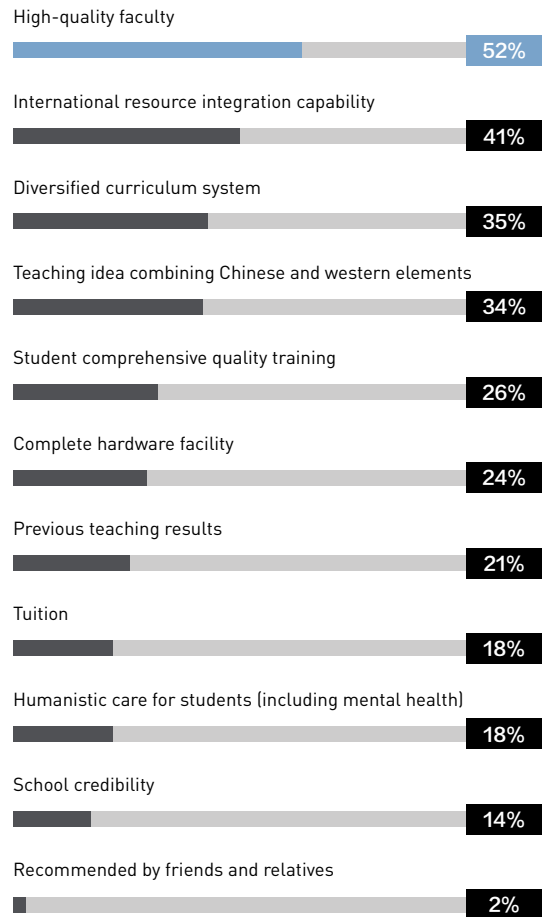 High-quality faculty
52%
International resource integration capability
41%
Diversified curriculum system
35%
Teaching idea combining Chinese and western elements
34%
Student comprehensive quality training
26%
Complete hardware facility
24%
Previous teaching results
21%
Tuition
18%
Humanistic care for students (including mental health)
18%
School credibility
14%
Recommended by friends and relatives
2%